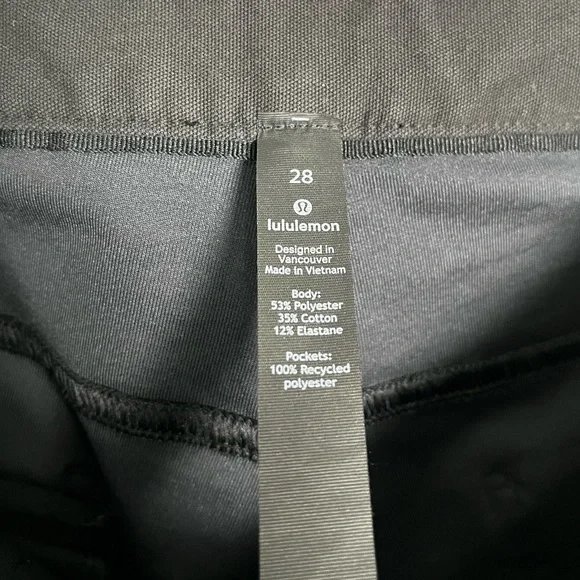 28
lululemon
Designed in
Vancouver
Made in Vietnam
Body:
53% Polyester
35% Cotton
12% Elastane
Pockets:
100% Recycled
polyester